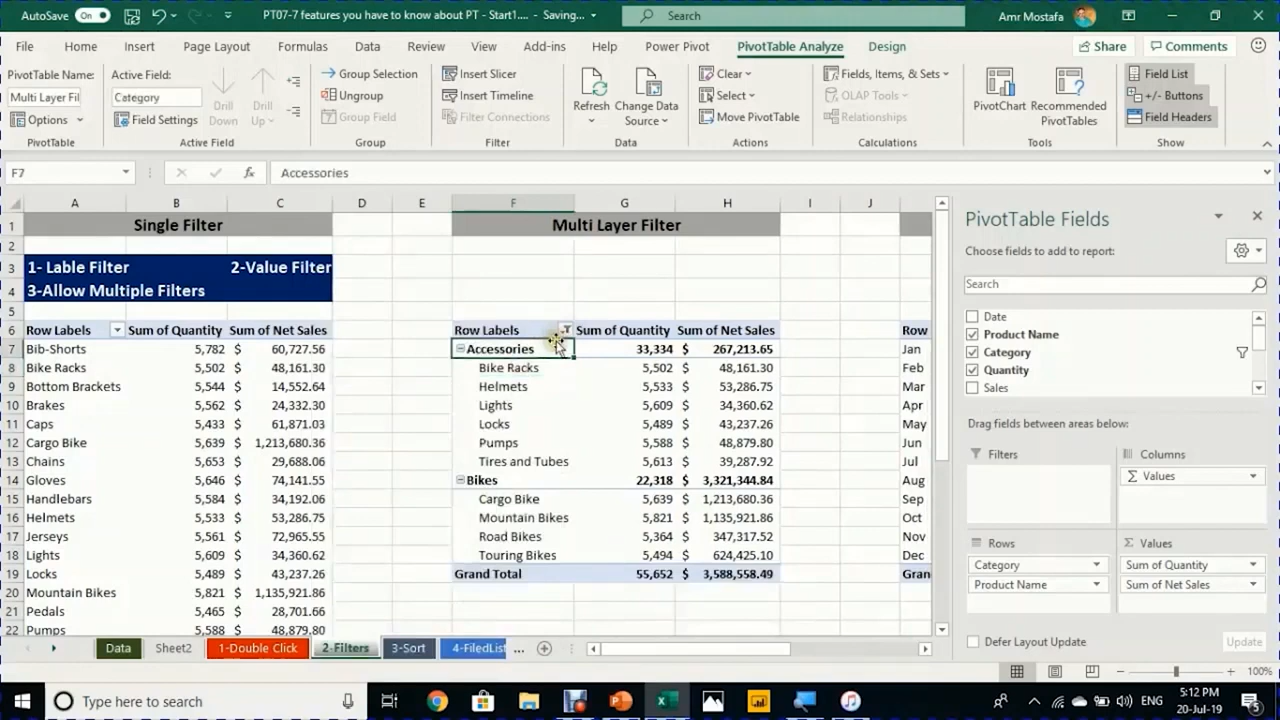 AutoSave On PT07-7 features you have to know about PT - Start1.... - Saving... Search Amr Mostafa
File Home Insert Page Layout Formulas Data Review View Add-ins Help Power Pivot PivotTable Analyze Design Share Comments
PivotTable Name:
Multi Layer Fil
Options
PivotTable
Active Field:
Category
Field Settings
Drill Down
Drill Up
Active Field
Group Selection
Ungroup
Group Field
Group
Insert Slicer
Insert Timeline
Filter Connections
Filter
Refresh
Change Data Source
Data
Clear
Select
Move PivotTable
Actions
Fields, Items, & Sets
OLAP Tools
Relationships
Calculations
PivotChart
Recommended PivotTables
Tools
Field List
+/- Buttons
Field Headers
Show
F7 fx Accessories
A B C D E F G H I J
1 Single Filter Multi Layer Filter
2
3 1- Lable Filter 2-Value Filter
4 3-Allow Multiple Filters
5
6 Row Labels Sum of Quantity Sum of Net Sales Row Labels Sum of Quantity Sum of Net Sales Row
7 Bib-Shorts 5,782 60,727.56 Accessories 33,334 $ 267,213.65 Jan
8 Bike Racks 5,502 $ 48,161.30 Bike Racks 5,502 $ 48,161.30 Feb
9 Bottom Brackets 5,544 $ 14,552.64 Helmets 5,533 $ 53,286.75 Mar
10 Brakes 5,562 $ 24,332.30 Lights 5,609 $ 34,360.62 Apr
11 Caps 5,433 $ 61,871.03 Locks 5,489 $ 43,237.26 May
12 Cargo Bike 5,639 $ 1,213,680.36 Pumps 5,588 $ 48,879.80 Jun
13 Chains 5,653 $ 29,688.06 Tires and Tubes 5,613 $ 39,287.92 Jul
14 Gloves 5,646 $ 74,141.55 Bikes 22,318 $ 3,321,344.84 Aug
15 Handlebars 5,584 $ 34,192.06 Cargo Bike 5,639 $ 1,213,680.36 Sep
16 Helmets 5,533 $ 53,286.75 Mountain Bikes 5,821 $ 1,135,921.86 Oct
17 Jerseys 5,561 $ 72,965.55 Road Bikes 5,364 $ 347,317.52 Nov
18 Lights 5,609 $ 34,360.62 Touring Bikes 5,494 $ 624,425.10 Dec
19 Locks 5,489 $ 43,237.26 Grand Total 55,652 $ 3,588,558.49 Gran
20 Mountain Bikes 5,821 $ 1,135,921.86
21 Pedals 5,465 $ 28,701.66
22 Pumps 5,588 $ 48,879.80
PivotTable Fields
Choose fields to add to report:
Search
Date
Product Name
Category
Quantity
Sales
Drag fields between areas below:
Filters Columns
Σ Values
Rows Σ Values
Category Sum of Quantity
Product Name Sum of Net Sales
Defer Layout Update Update
Data Sheet2 1-Double Click 2-Filters 3-Sort 4-FiledList ...
100%
Type here to search
ENG
5:12 PM
20-Jul-19
5